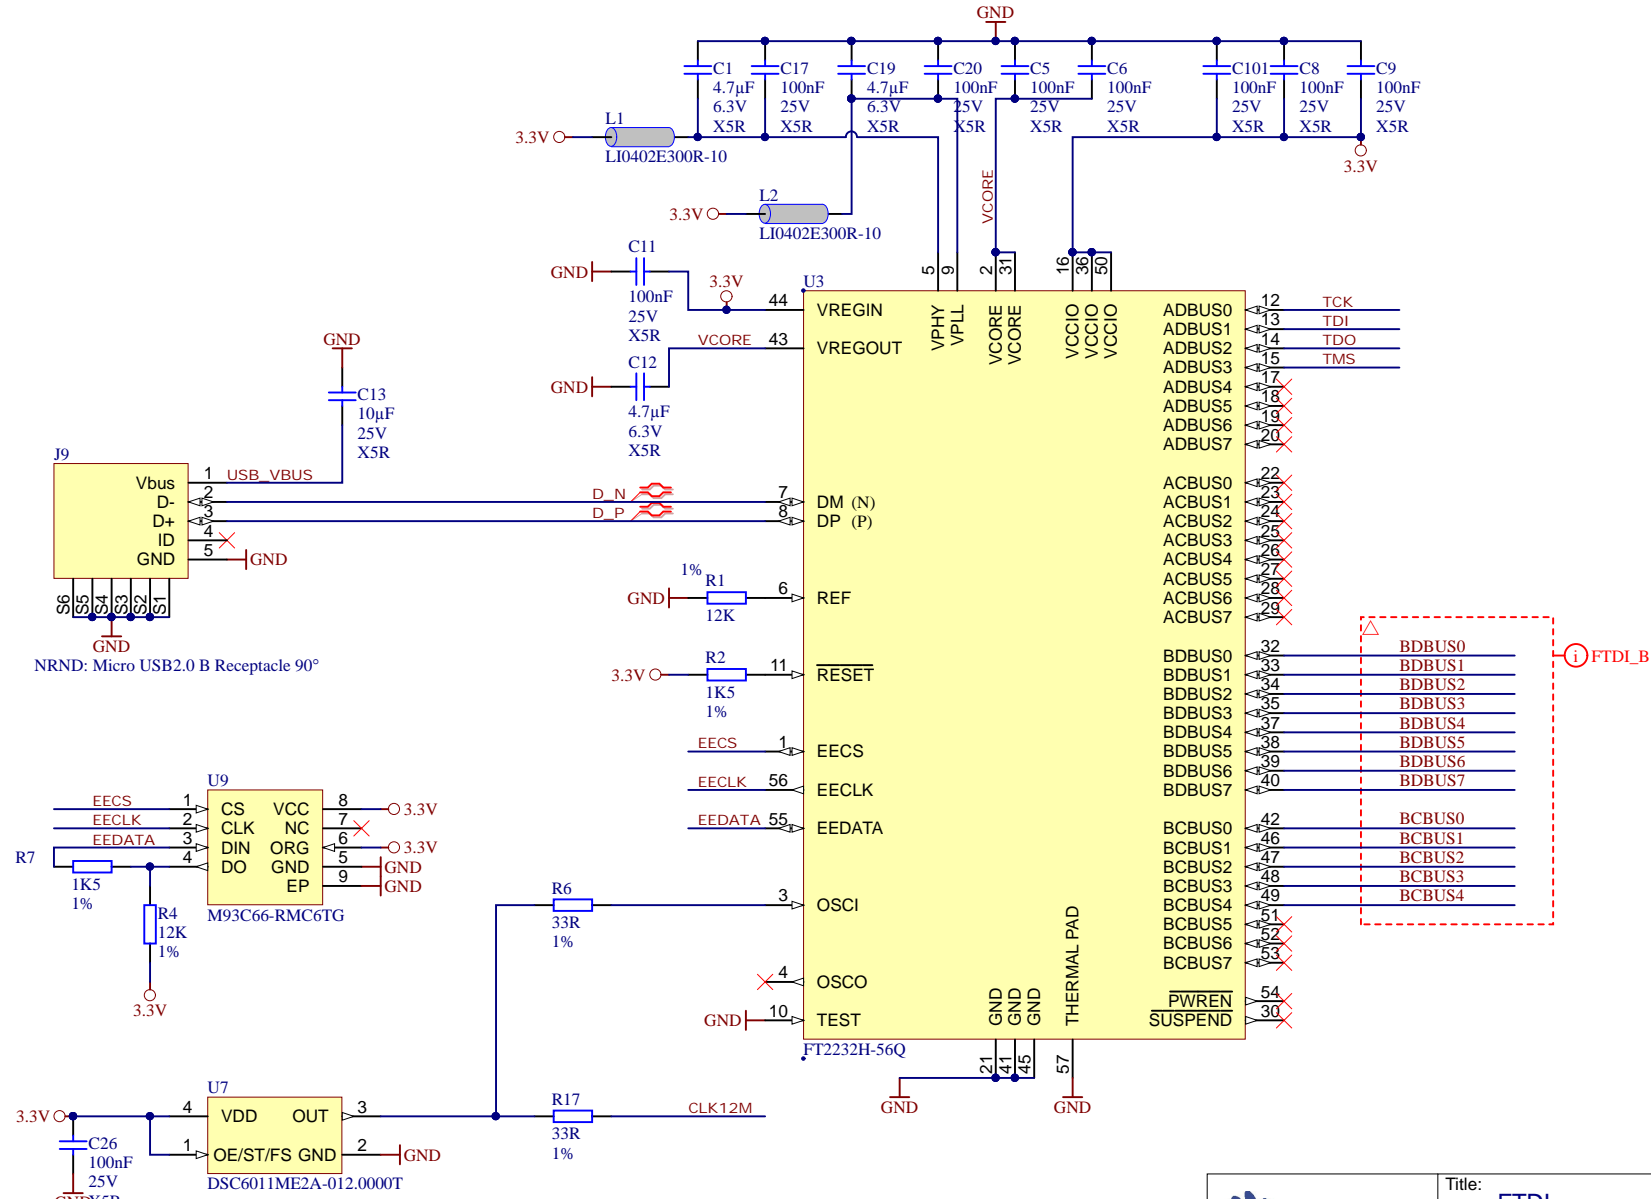 GND
C1
4.7µF
6.3V
X5R
C17
100nF
25V
X5R
C19
4.7µF
6.3V
X5R
C20
100nF
25V
X5R
C5
100nF
25V
X5R
C6
100nF
25V
X5R
C101
100nF
25V
X5R
C8
100nF
25V
X5R
C9
100nF
25V
X5R
3.3V
L1
LI0402E300R-10
3.3V
L2
LI0402E300R-10
3.3V
VCORE
GND
C11
100nF
25V
X5R
3.3V
VCORE
GND
C12
4.7µF
6.3V
X5R
GND
C13
10µF
25V
X5R
J9
Vbus 1 USB_VBUS
D- 2
D+ 3
ID 4
GND 5 GND
S6 S5 S4 S3 S2 S1
GND
NRND: Micro USB2.0 B Receptacle 90°
D_N
D_P
1%
GND R1
12K
3.3V R2
1K5
1%
EECS
EECLK
EEDATA
U3
5 VPHY
9 VPLL
2 VCORE
31 VCORE
16 VCCIO
36 VCCIO
50 VCCIO
44 VREGIN
43 VREGOUT
7 DM (N)
8 DP (P)
6 REF
11 RESET
1 EECS
56 EECLK
55 EEDATA
3 OSCI
4 OSCO
GND 10 TEST
FT2232H-56Q
21 GND
41 GND
45 GND
57 THERMAL PAD
GND
GND
ADBUS0 12 TCK
ADBUS1 13 TDI
ADBUS2 14 TDO
ADBUS3 15 TMS
ADBUS4 17
ADBUS5 18
ADBUS6 19
ADBUS7 20
ACBUS0 22
ACBUS1 23
ACBUS2 24
ACBUS3 25
ACBUS4 26
ACBUS5 27
ACBUS6 28
ACBUS7 29
BDBUS0 32 BDBUS0
BDBUS1 33 BDBUS1
BDBUS2 34 BDBUS2
BDBUS3 35 BDBUS3
BDBUS4 37 BDBUS4
BDBUS5 38 BDBUS5
BDBUS6 39 BDBUS6
BDBUS7 40 BDBUS7
BCBUS0 42 BCBUS0
BCBUS1 46 BCBUS1
BCBUS2 47 BCBUS2
BCBUS3 48 BCBUS3
BCBUS4 49 BCBUS4
BCBUS5 51
BCBUS6 52
BCBUS7 53
PWREN 54
SUSPEND 30
i FTDI_B
U9
EECS 1 CS VCC 8 3.3V
EECLK 2 CLK NC 7
EEDATA 3 DIN ORG 6 3.3V
4 DO GND 5 GND
EP 9 GND
M93C66-RMC6TG
R7
1K5
1%
R4
12K
1%
3.3V
R6
33R
1%
U7
3.3V 4 VDD OUT 3
1 OE/ST/FS GND 2 GND
DSC6011ME2A-012.0000T
C26
100nF
25V
X5R
GND
R17 CLK12M
33R
1%
Title:
FTDI